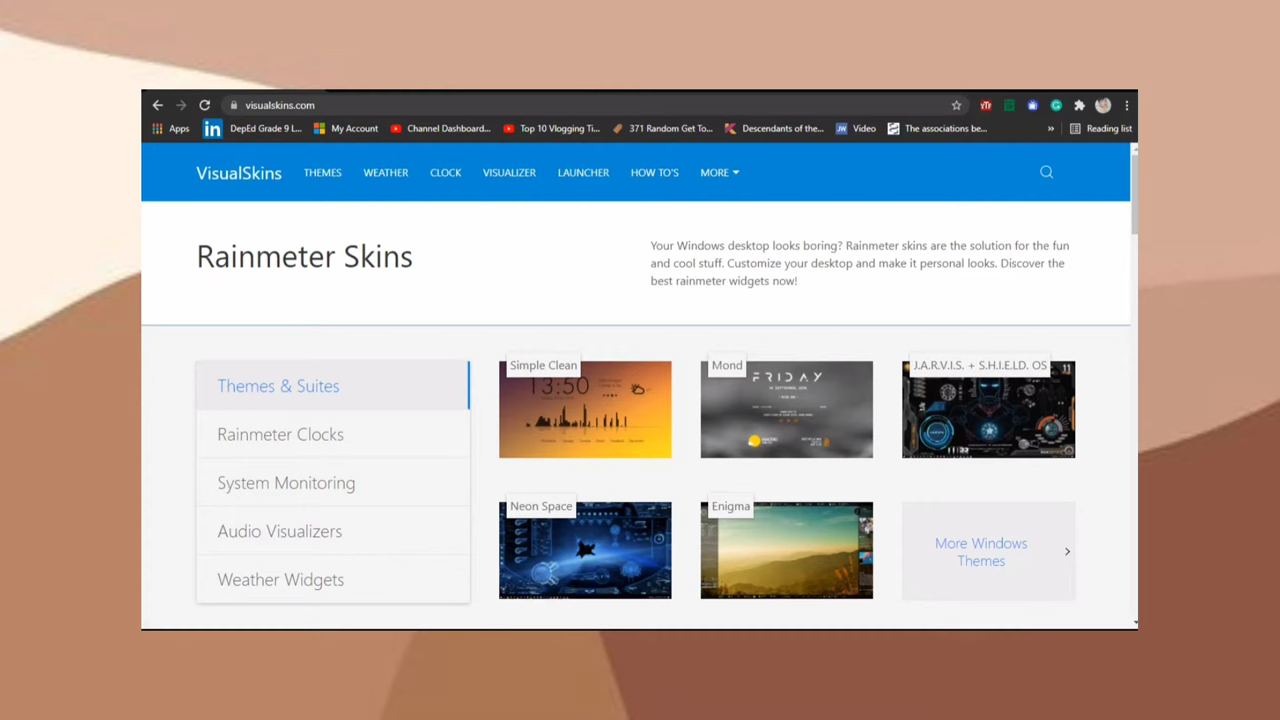 visualskins.com
Apps
in
DepEd Grade 9 L...
My Account
Channel Dashboard...
Top 10 Vlogging Ti...
371 Random Get To...
Descendants of the...
JW
Video
The associations be...
»
Reading list
VisualSkins
THEMES
WEATHER
CLOCK
VISUALIZER
LAUNCHER
HOW TO'S
MORE
Rainmeter Skins
Your Windows desktop looks boring? Rainmeter skins are the solution for the fun
and cool stuff. Customize your desktop and make it personal looks. Discover the
best rainmeter widgets now!
Themes & Suites
Rainmeter Clocks
System Monitoring
Audio Visualizers
Weather Widgets
Simple Clean
13:50
Mond
FRIDAY
J.A.R.V.I.S. + S.H.I.E.L.D. OS
11
Neon Space
Enigma
More Windows
Themes